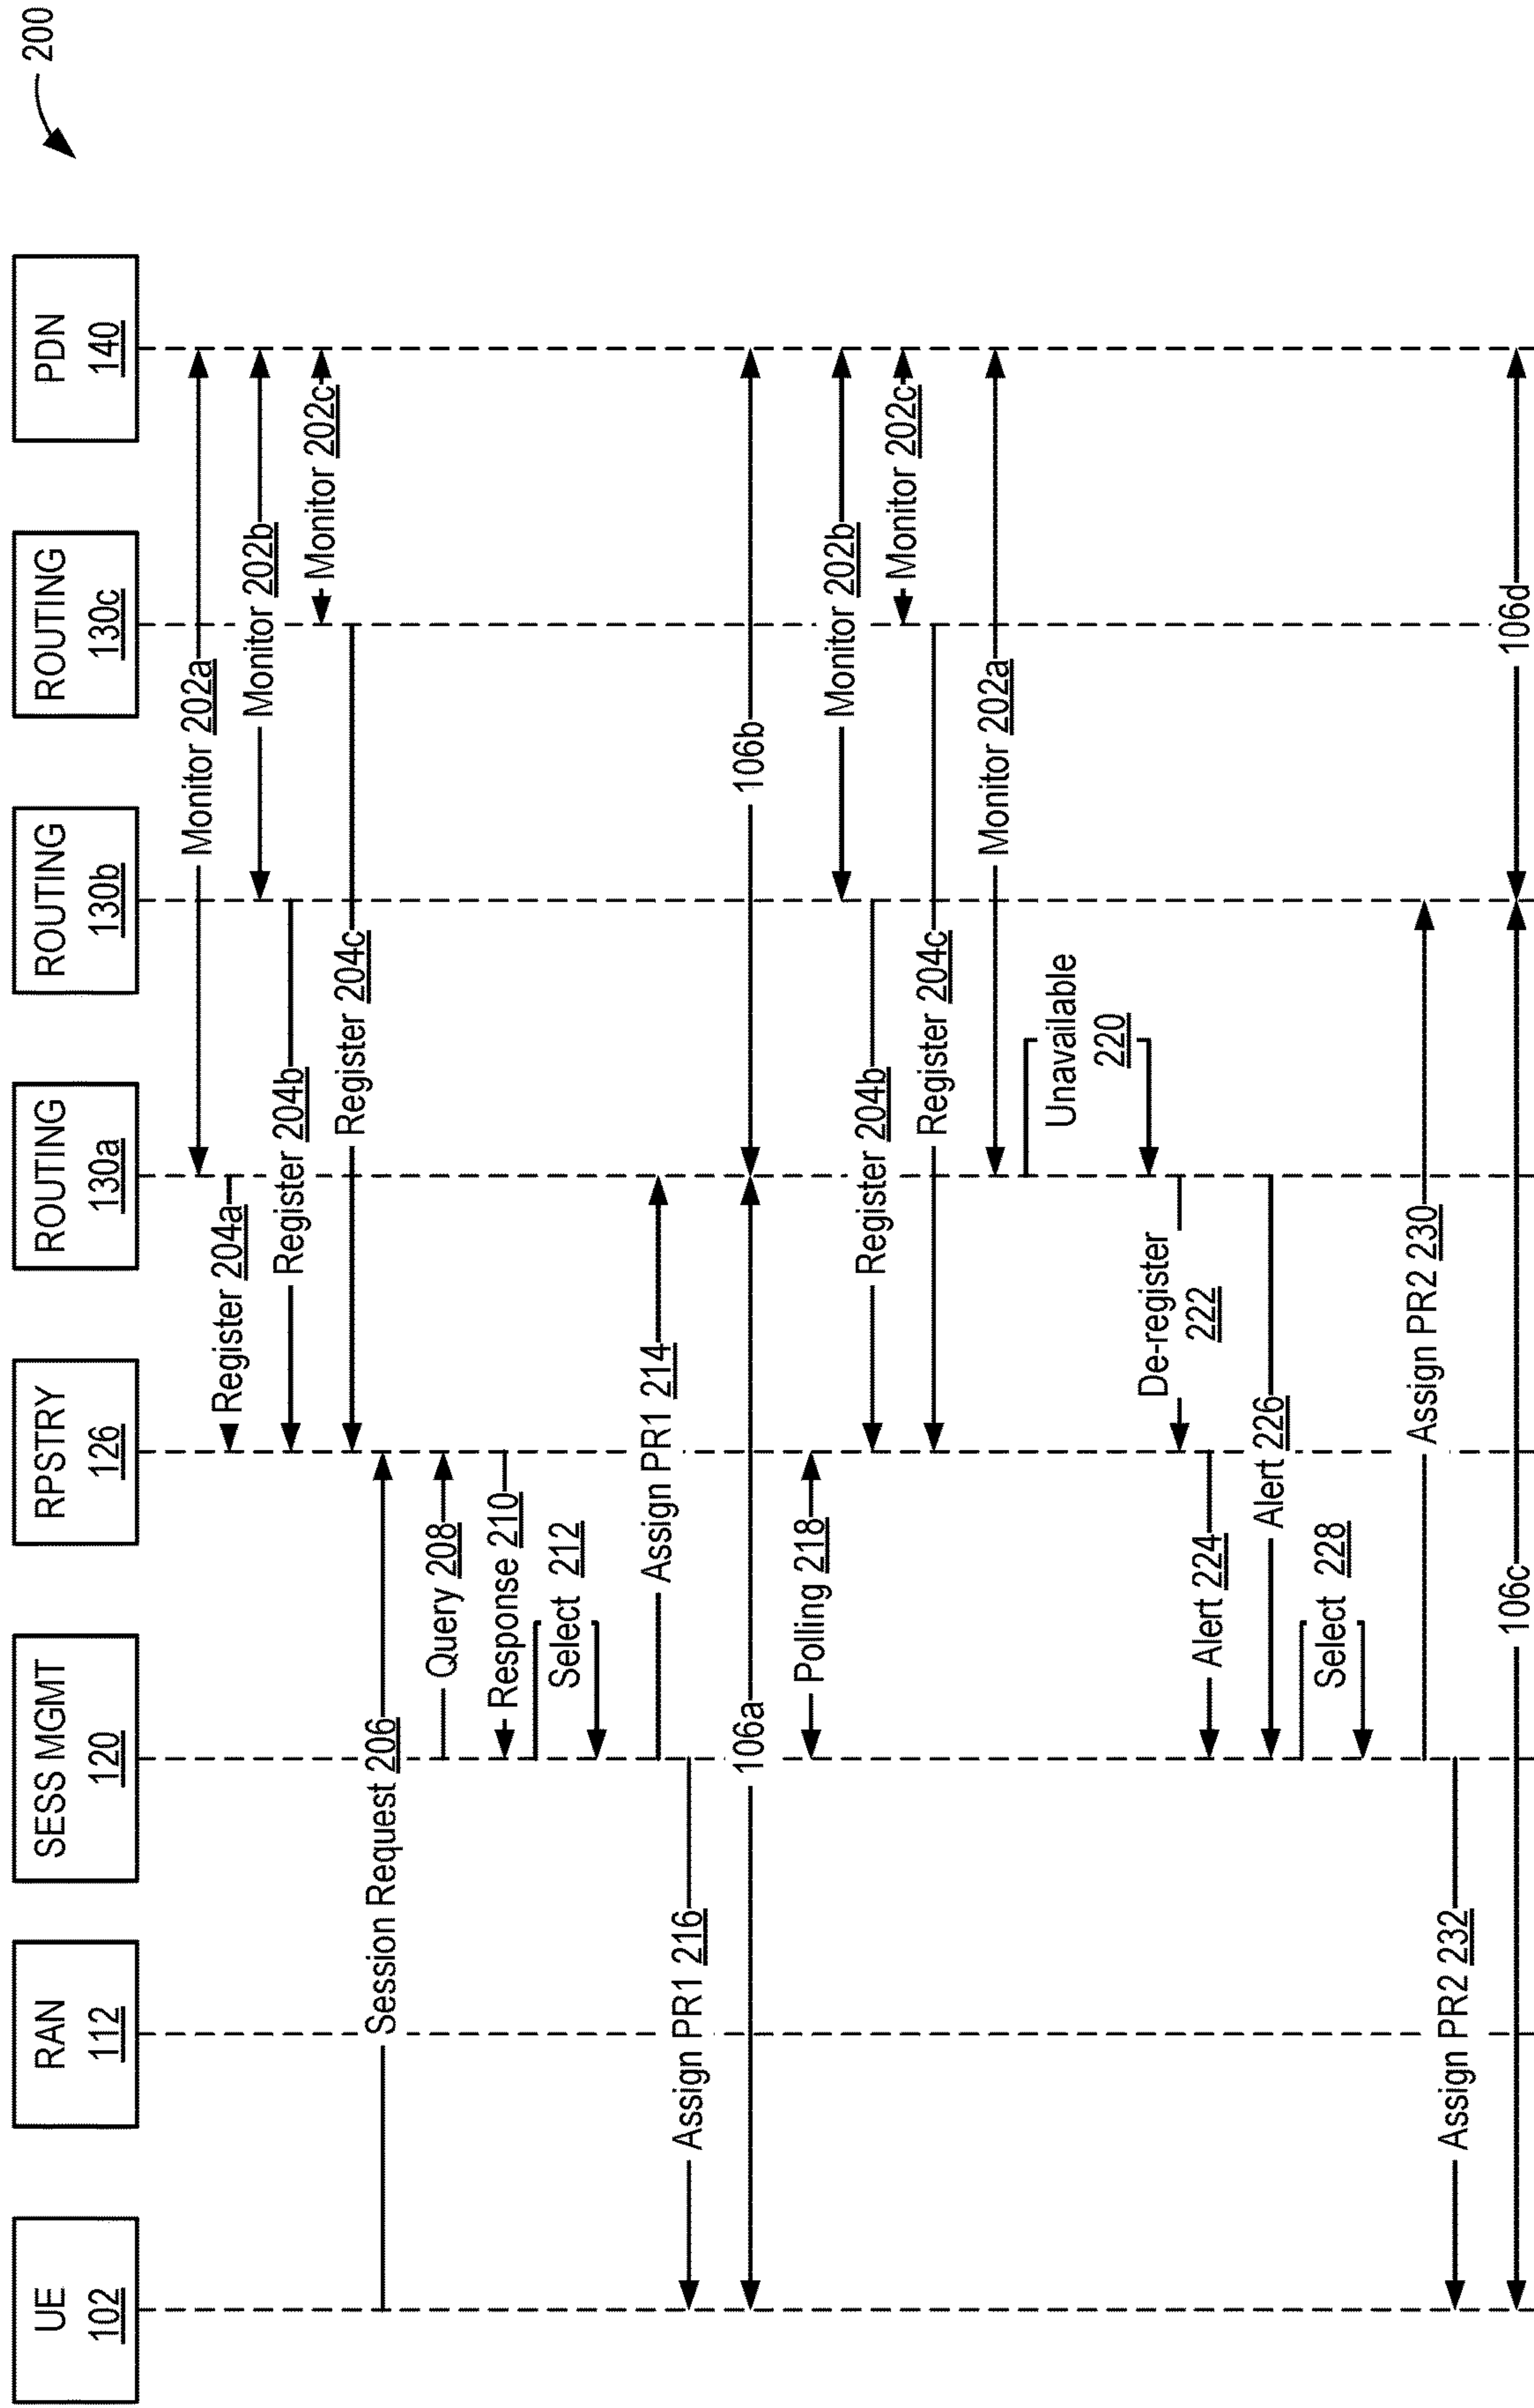 200
UE
102
RAN
112
SESS MGMT
120
RPSTRY
126
ROUTING
130a
ROUTING
130b
ROUTING
130c
PDN
140
Monitor 202a
Register 204a
Monitor 202b
Register 204b
Monitor 202c
Register 204c
Session Request 206
Query 208
Response 210
Select 212
Assign PR1 214
Assign PR1 216
106a
106b
Polling 218
Monitor 202b
Register 204b
Monitor 202c
Register 204c
Monitor 202a
Unavailable
220
De-register
222
Alert 224
Alert 226
Select 228
Assign PR2 230
Assign PR2 232
106c
106d